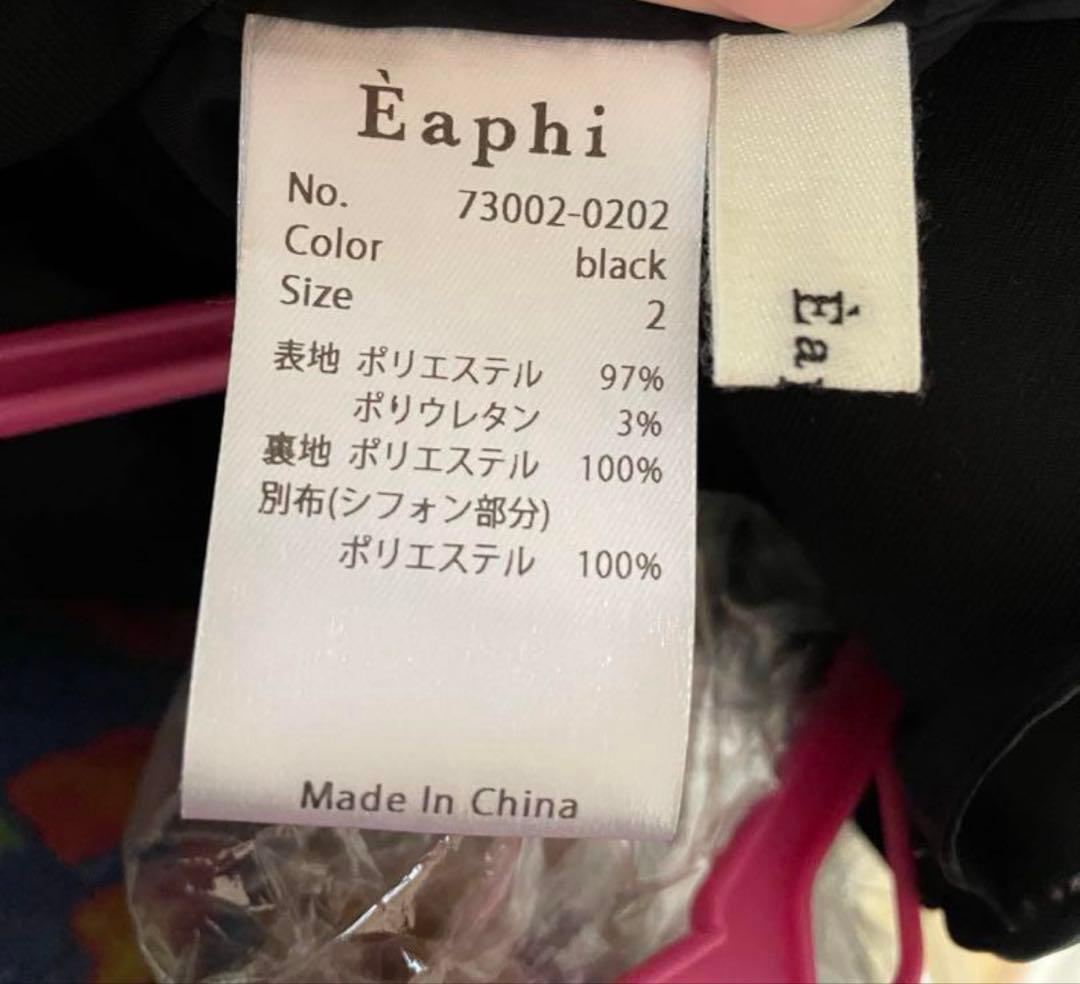 Èaphi
No. 73002-0202
Color black
Size 2
表地 ポリエステル 97%
ポリウレタン 3%
裏地 ポリエステル 100%
別布(シフォン部分)
ポリエステル 100%
Made In China
Èa